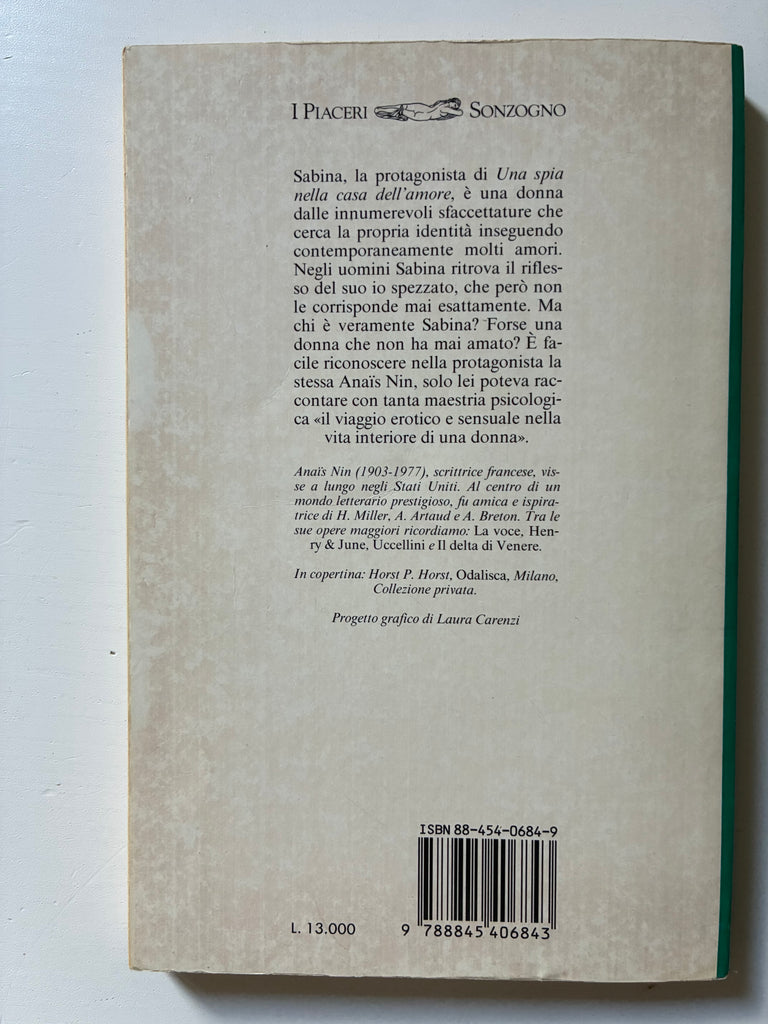 I PIACERI SONZOGNO
Sabina, la protagonista di Una spia
nella casa dell'amore, è una donna
dalle innumerevoli sfaccettature che
cerca la propria identità inseguendo
contemporaneamente molti amori.
Negli uomini Sabina ritrova il rifles-
so del suo io spezzato, che però non
le corrisponde mai esattamente. Ma
chi è veramente Sabina? Forse una
donna che non ha mai amato? È fa-
cile riconoscere nella protagonista la
stessa Anaïs Nin, solo lei poteva rac-
contare con tanta maestria psicologi-
ca «il viaggio erotico e sensuale nella
vita interiore di una donna».
Anaïs Nin (1903-1977), scrittrice francese, vis-
se a lungo negli Stati Uniti. Al centro di un
mondo letterario prestigioso, fu amica e ispira-
trice di H. Miller, A. Artaud e A. Breton. Tra le
sue opere maggiori ricordiamo: La voce, Hen-
ry & June, Uccellini e Il delta di Venere.
In copertina: Horst P. Horst, Odalisca, Milano,
Collezione privata.
Progetto grafico di Laura Carenzi
ISBN 88-454-0684-9
L. 13.000
9 788845 406843